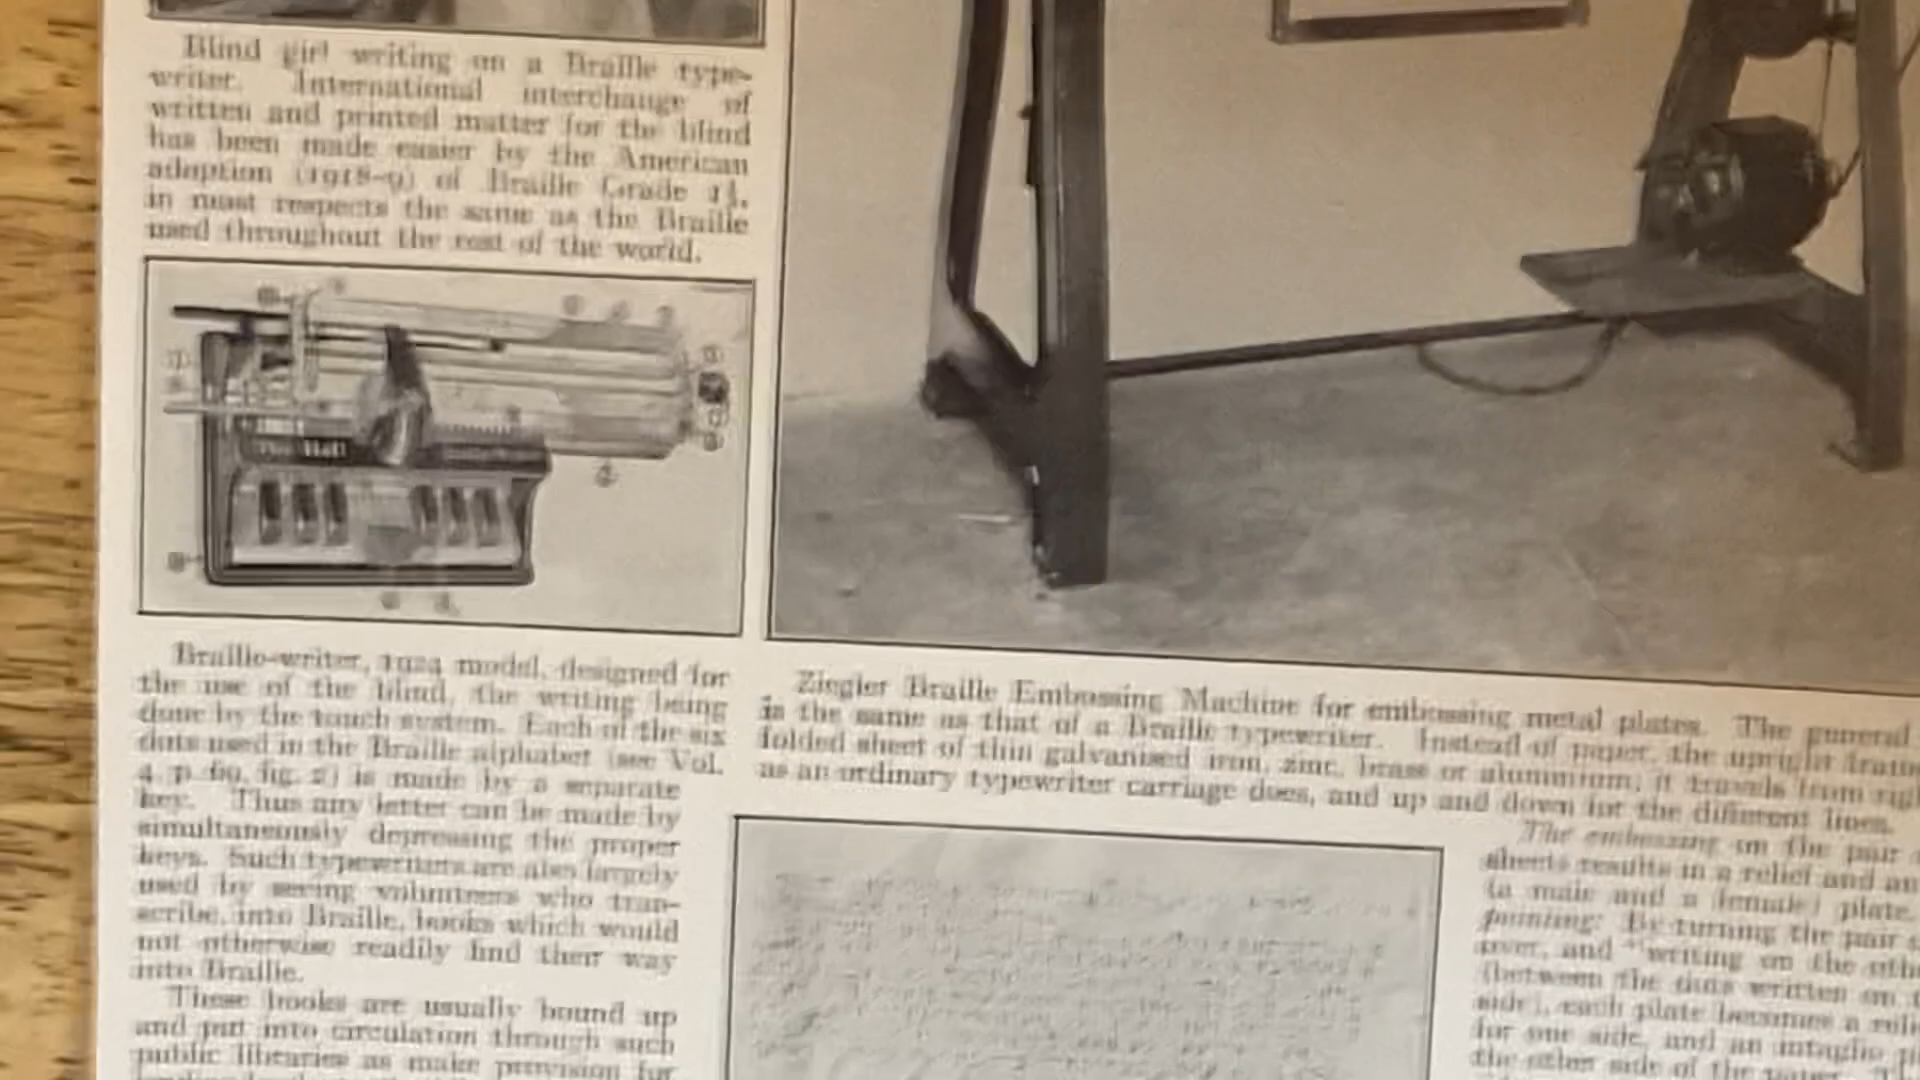 Blind girl writing on a Braille type-
writer. International interchange of
written and printed matter for the blind
has been made easier by the American
adoption (1918-9) of Braille Grade 1½,
in most respects the same as the Braille
used throughout the rest of the world.
The Hall
Braille-writer, 1924 model, designed for
the use of the blind, the writing being
done by the touch system. Each of the six
dots used in the Braille alphabet (see Vol.
4, p. 69, fig. 2) is made by a separate
key. Thus any letter can be made by
simultaneously depressing the proper
keys. Such typewriters are also largely
used by seeing volunteers who tran-
scribe, into Braille, books which would
not otherwise readily find their way
into Braille.
These books are usually bound up
and put into circulation through such
public libraries as make provision for
Ziegler Braille Embossing Machine for embossing metal plates. The general
is the same as that of a Braille typewriter. Instead of paper, the upright frame
folded sheet of thin galvanised iron, zinc, brass or aluminium; it travels from
as an ordinary typewriter carriage does, and up and down for the different lines.
The embossing on the pair
sheets results in a relief and an
(a male and a female) plate.
printing: By turning the pair
over, and "writing on the
(between the dots written on
side), each plate becomes a
for one side, and an intaglio
the other side of the paper.